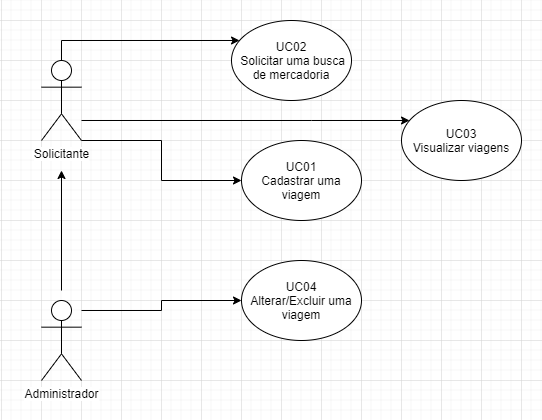 UC02
Solicitar uma busca
de mercadoria
UC03
Visualizar viagens
Solicitante
UC01
Cadastrar uma
viagem
UC04
Alterar/Excluir uma
viagem
Administrador